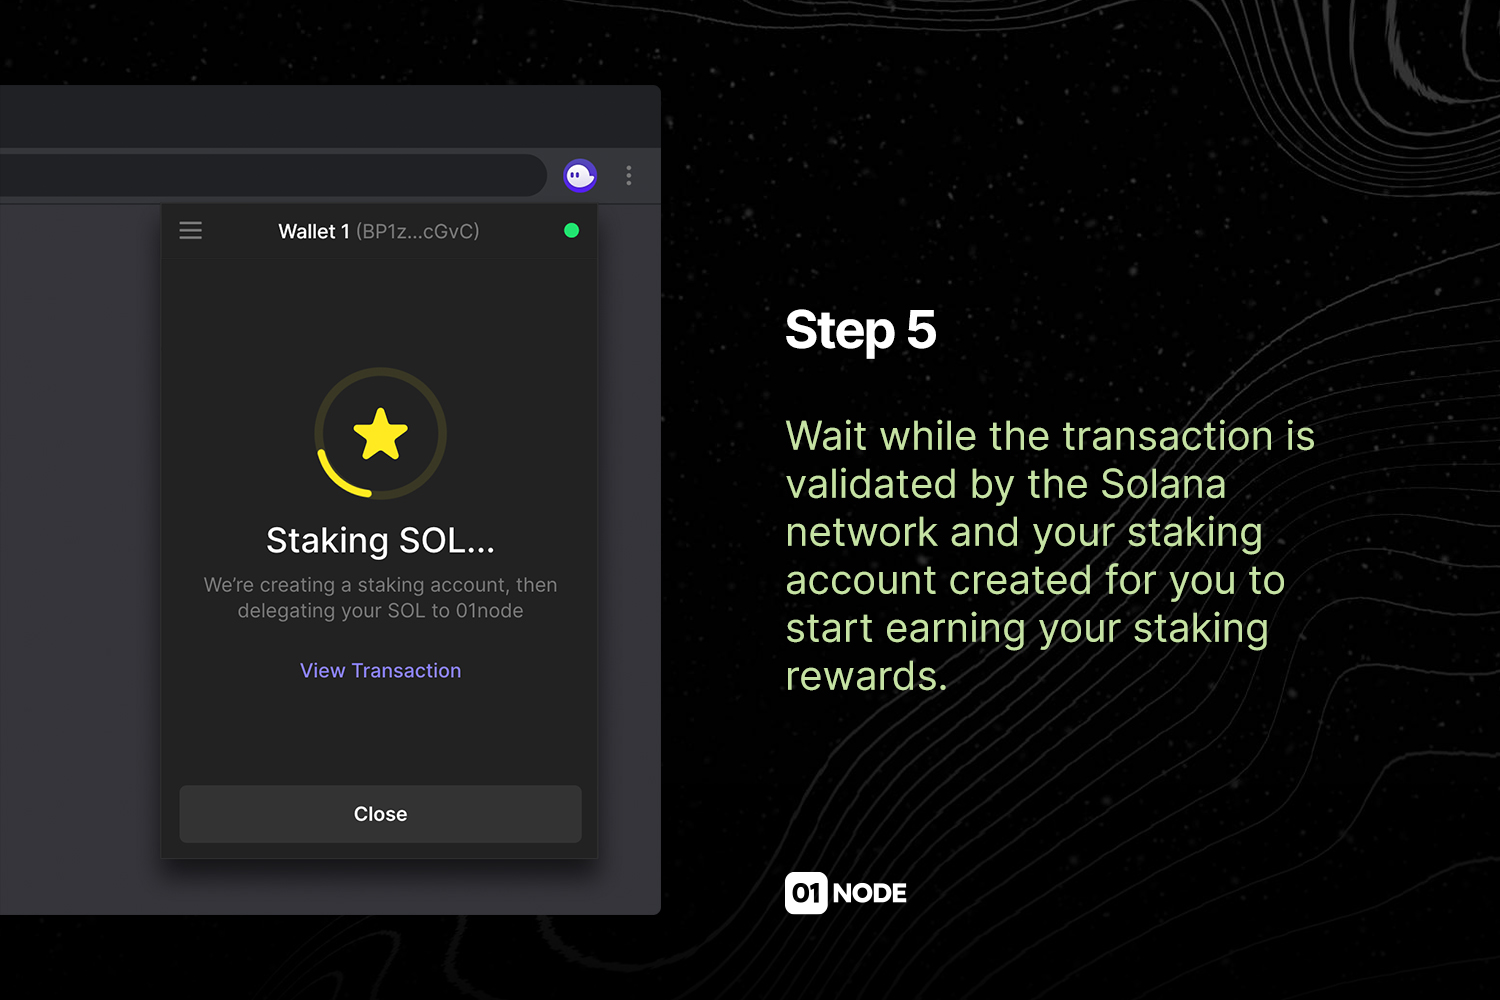 Wallet 1 (BP1z...cGvC)
Staking SOL...
We're creating a staking account, then
delegating your SOL to 01node
View Transaction
Close
Step 5
Wait while the transaction is
validated by the Solana
network and your staking
account created for you to
start earning your staking
rewards.
01 NODE